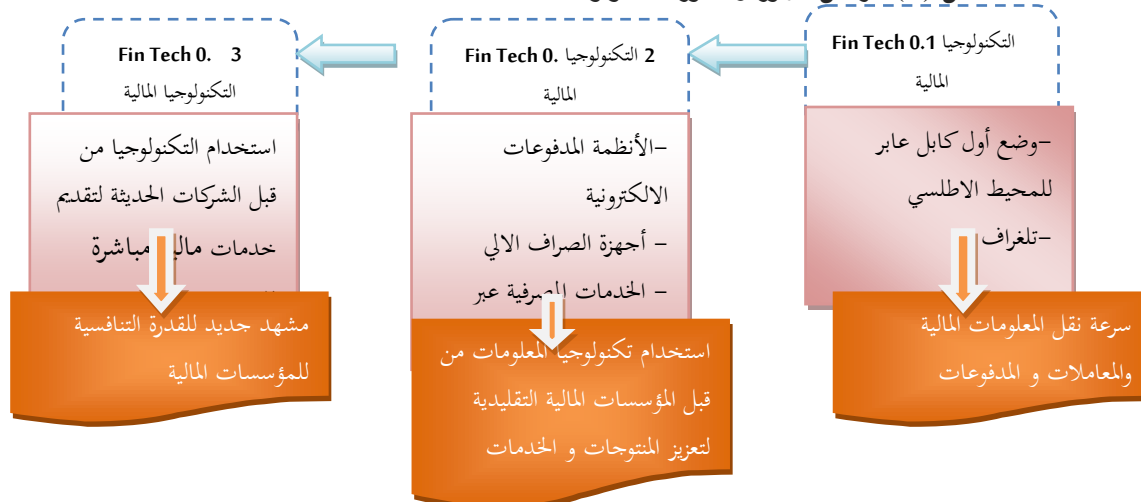 التكنولوجيا Fin Tech 0.1
المالية
–وضع أول كابل عابر
للمحيط الاطلسي
–تلغراف
سرعة نقل المعلومات المالية
والمعاملات و المدفوعات
2 التكنولوجيا Fin Tech 0.
المالية
–الأنظمة المدفوعات
الالكترونية
– أجهزة الصراف الالي
– الخدمات المصرفية عبر
استخدام تكنولوجيا المعلومات من
قبل المؤسسات المالية التقليدية
لتعزيز المنتوجات و الخدمات
Fin Tech 0. 3
التكنولوجيا المالية
استخدام التكنولوجيا من
قبل الشركات الحديثة لتقديم
خدمات مالية مباشرة
مشهد جديد للقدرة التنافسية
للمؤسسات المالية